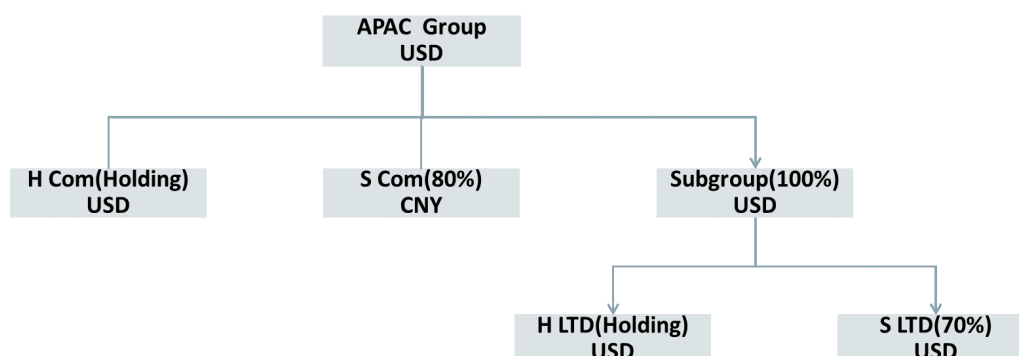 APAC  Group
USD
H Com(Holding)
USD
S Com(80%)
CNY
Subgroup(100%)
USD
H LTD(Holding)
USD
S LTD(70%)
USD